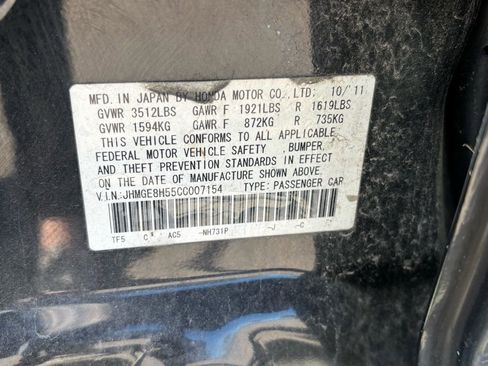 MFD. IN JAPAN BY HONDA MOTOR CO., LTD: 10/'11
GVWR 3512LBS GAWR F 1921LBS R 1619LBS
GVWR 1594KG GAWR F 872KG R 735KG
THIS VEHICLE CONFORMS TO ALL APPLICABLE
FEDERAL MOTOR VEHICLE SAFETY , BUMPER,
AND THEFT PREVENTION STANDARDS IN EFFECT
ON THE DATE OF MANUFACTURE SHOWN ABOVE.
V.I.N:JHMGE8H55CC007154 TYPE: PASSENGER CAR
TF5 C* AC5 -NH731P -J -C